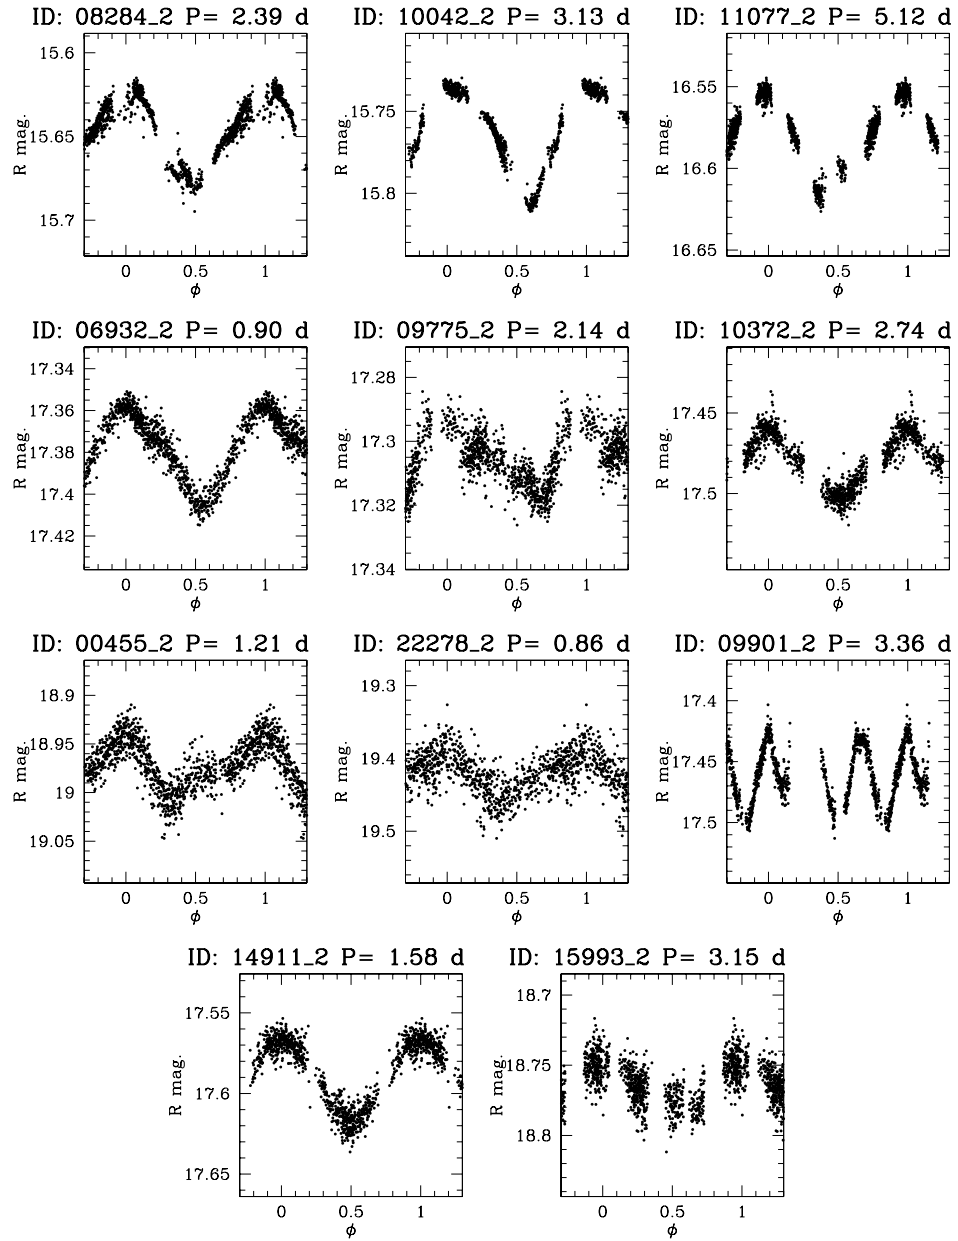 ID: 08284_2 P= 2.39 d
ID: 10042_2 P= 3.13 d
ID: 11077_2 P= 5.12 d
R mag.
15.6
15.65
15.7
0
0.5
1
ϕ
R mag.
15.75
15.8
0
0.5
1
ϕ
R mag.
16.55
16.6
16.65
0
0.5
1
ϕ
ID: 06932_2 P= 0.90 d
ID: 09775_2 P= 2.14 d
ID: 10372_2 P= 2.74 d
R mag.
17.34
17.36
17.38
17.4
17.42
0
0.5
1
ϕ
R mag.
17.28
17.3
17.32
17.34
0
0.5
1
ϕ
R mag.
17.45
17.5
0
0.5
1
ϕ
ID: 00455_2 P= 1.21 d
ID: 22278_2 P= 0.86 d
ID: 09901_2 P= 3.36 d
R mag.
18.9
18.95
19
19.05
0
0.5
1
ϕ
R mag.
19.3
19.4
19.5
0
0.5
1
ϕ
R mag.
17.4
17.45
17.5
0
0.5
1
ϕ
ID: 14911_2 P= 1.58 d
ID: 15993_2 P= 3.15 d
R mag.
17.55
17.6
17.65
0
0.5
1
ϕ
R mag.
18.7
18.75
18.8
0
0.5
1
ϕ